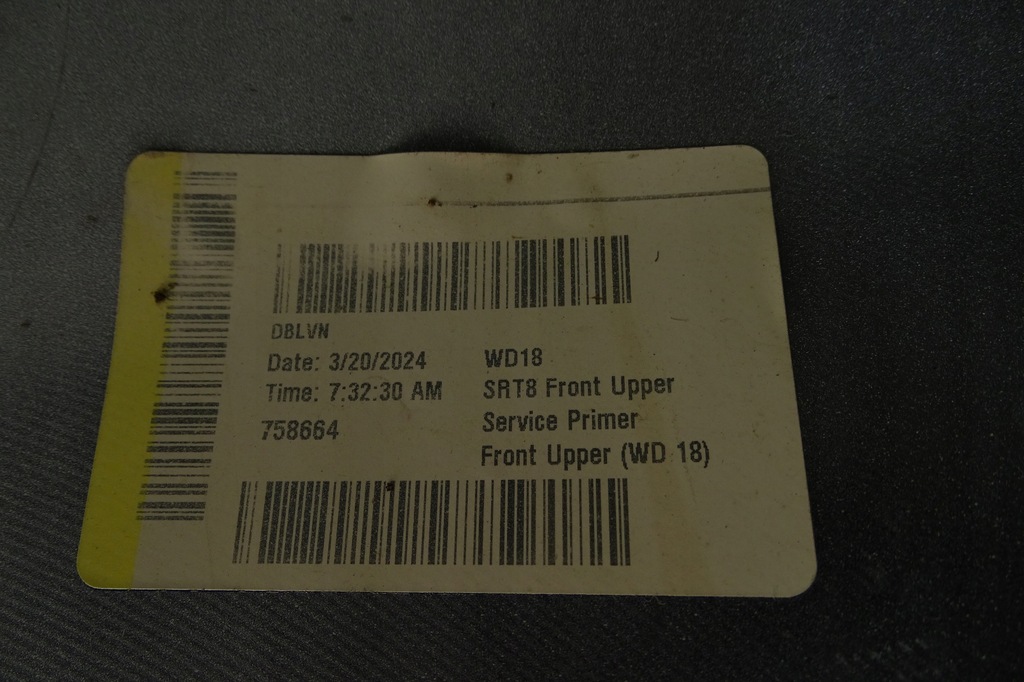 DBLVN
Date: 3/20/2024
Time: 7:32:30 AM
758664
WD18
SRT8 Front Upper
Service Primer
Front Upper (WD 18)